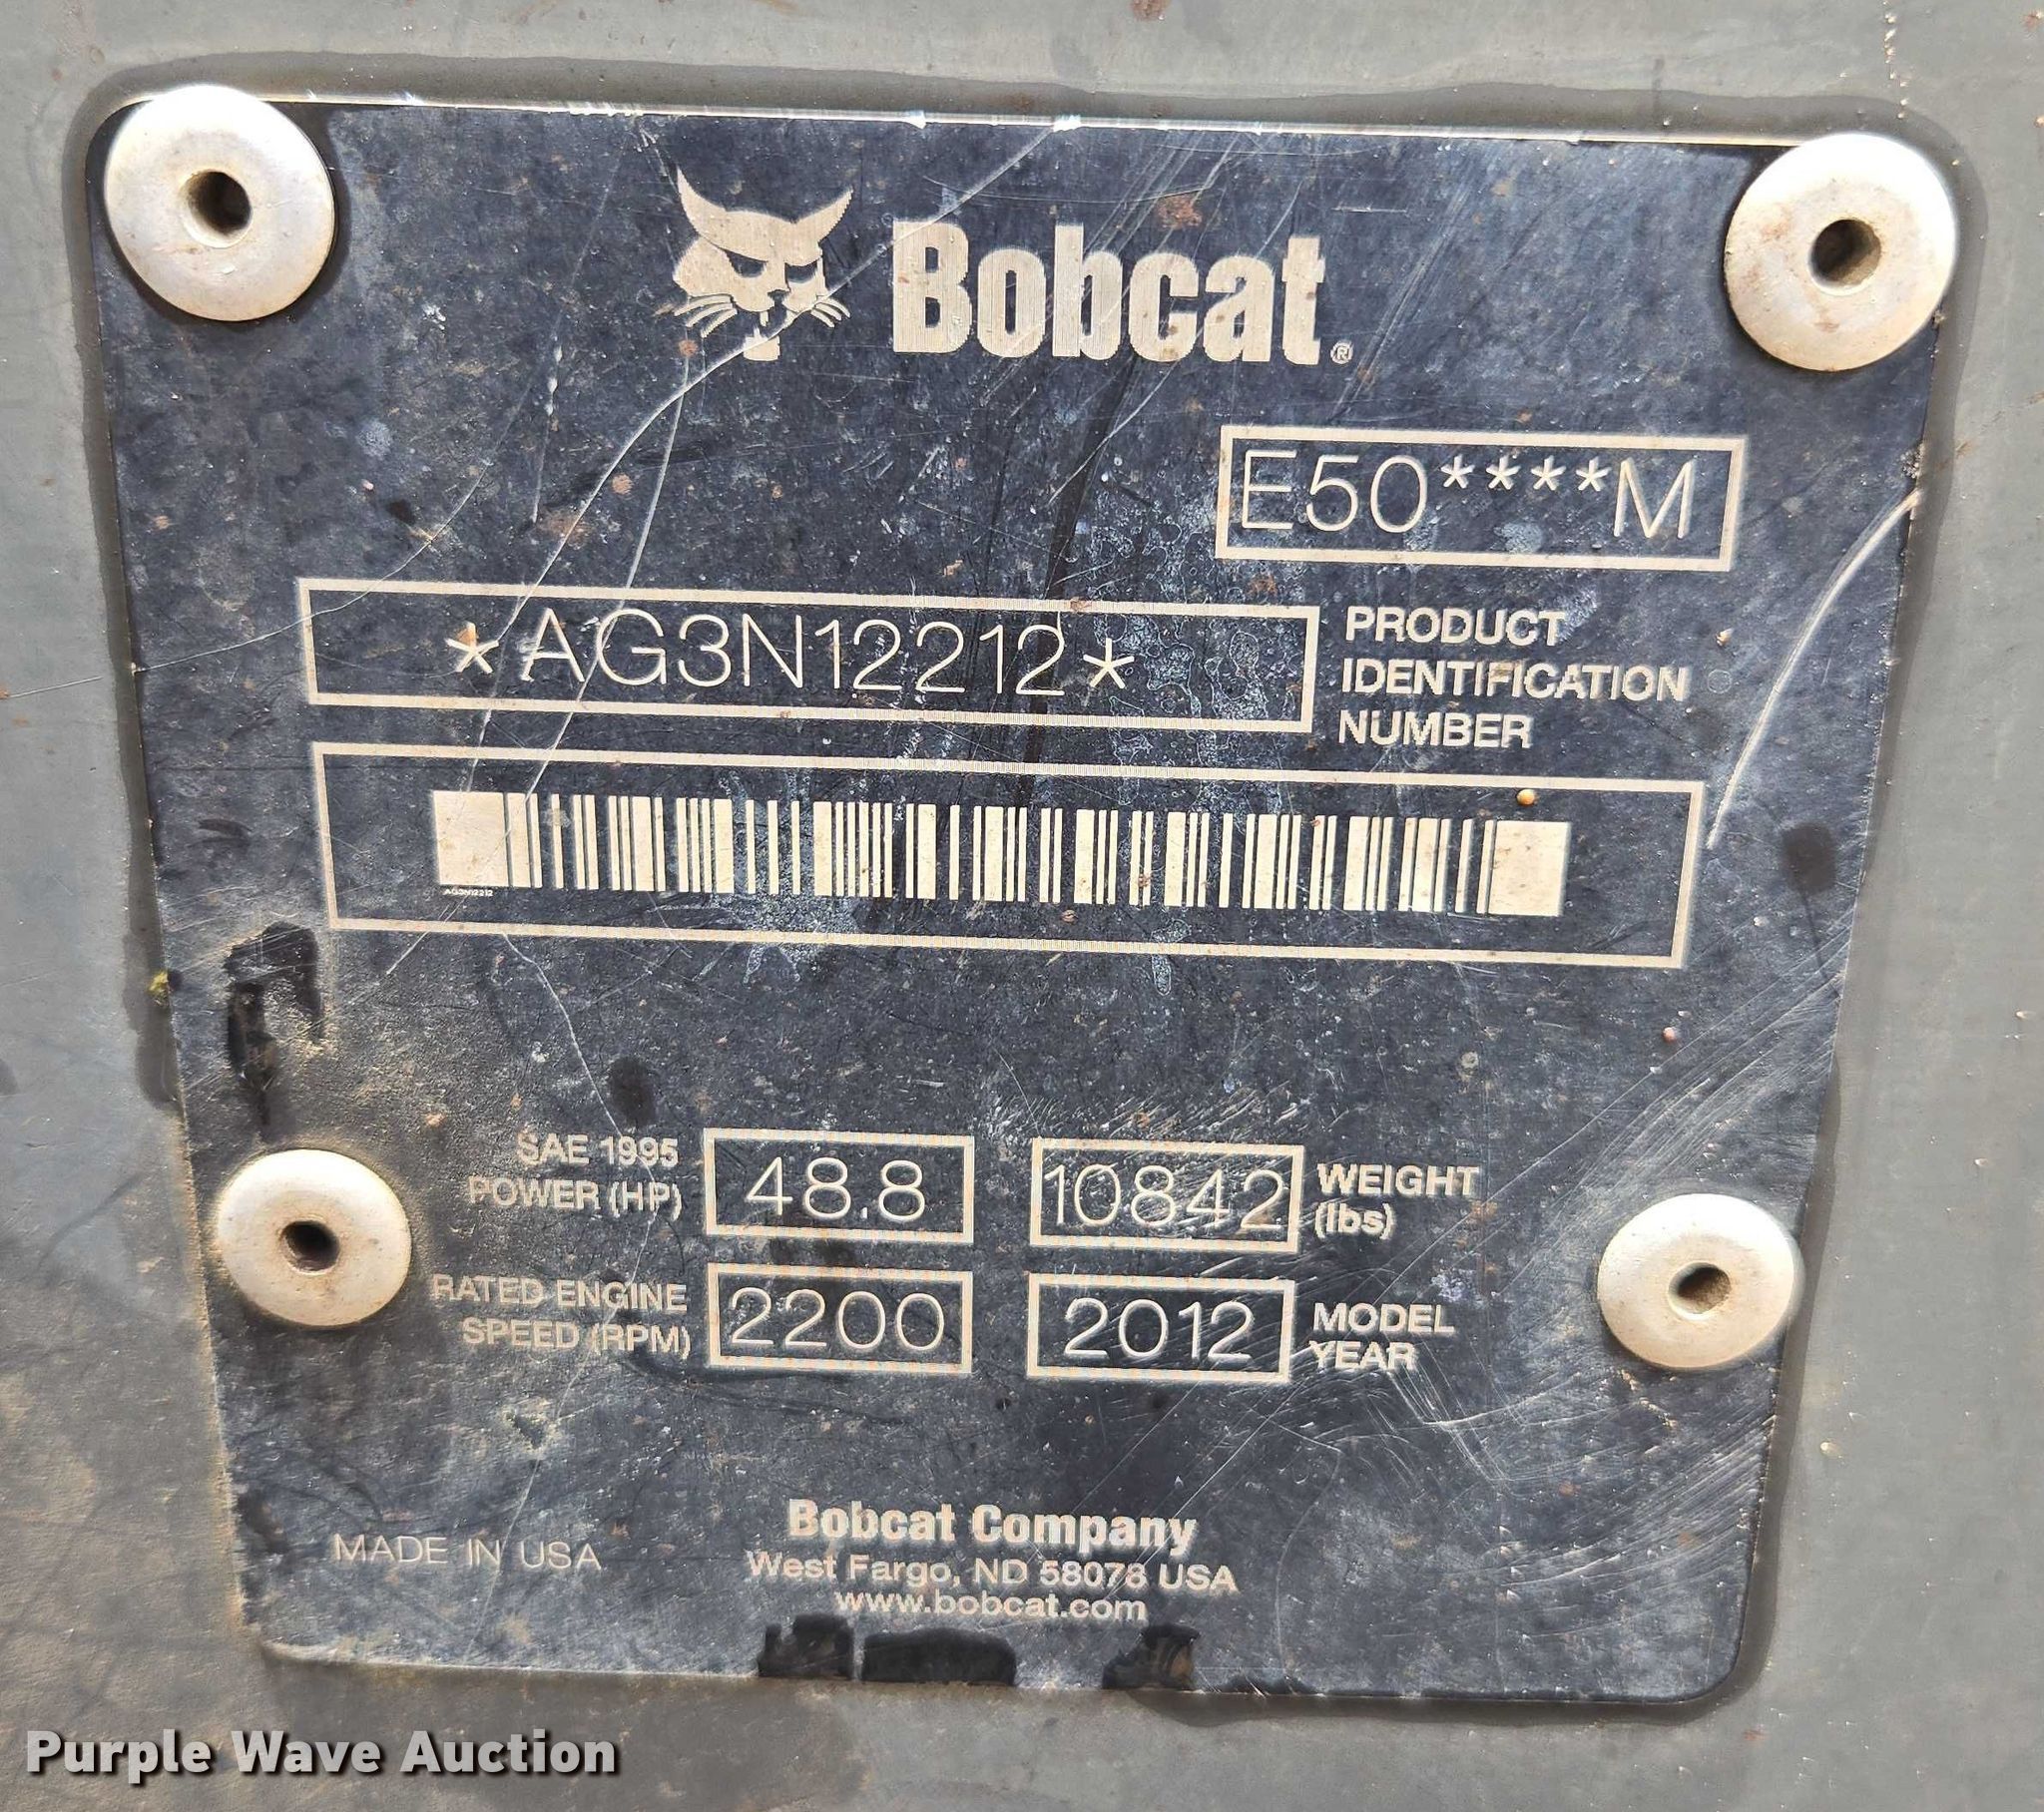 Bobcat®
E50****M
*AG3N12212*
PRODUCT
IDENTIFICATION
NUMBER
AG3N12212
SAE 1995
POWER (HP)
48.8
10842
WEIGHT
(lbs)
RATED ENGINE
SPEED (RPM)
2200
2012
MODEL
YEAR
MADE IN USA
Bobcat Company
West Fargo, ND 58078 USA
www.bobcat.com
Purple Wave Auction